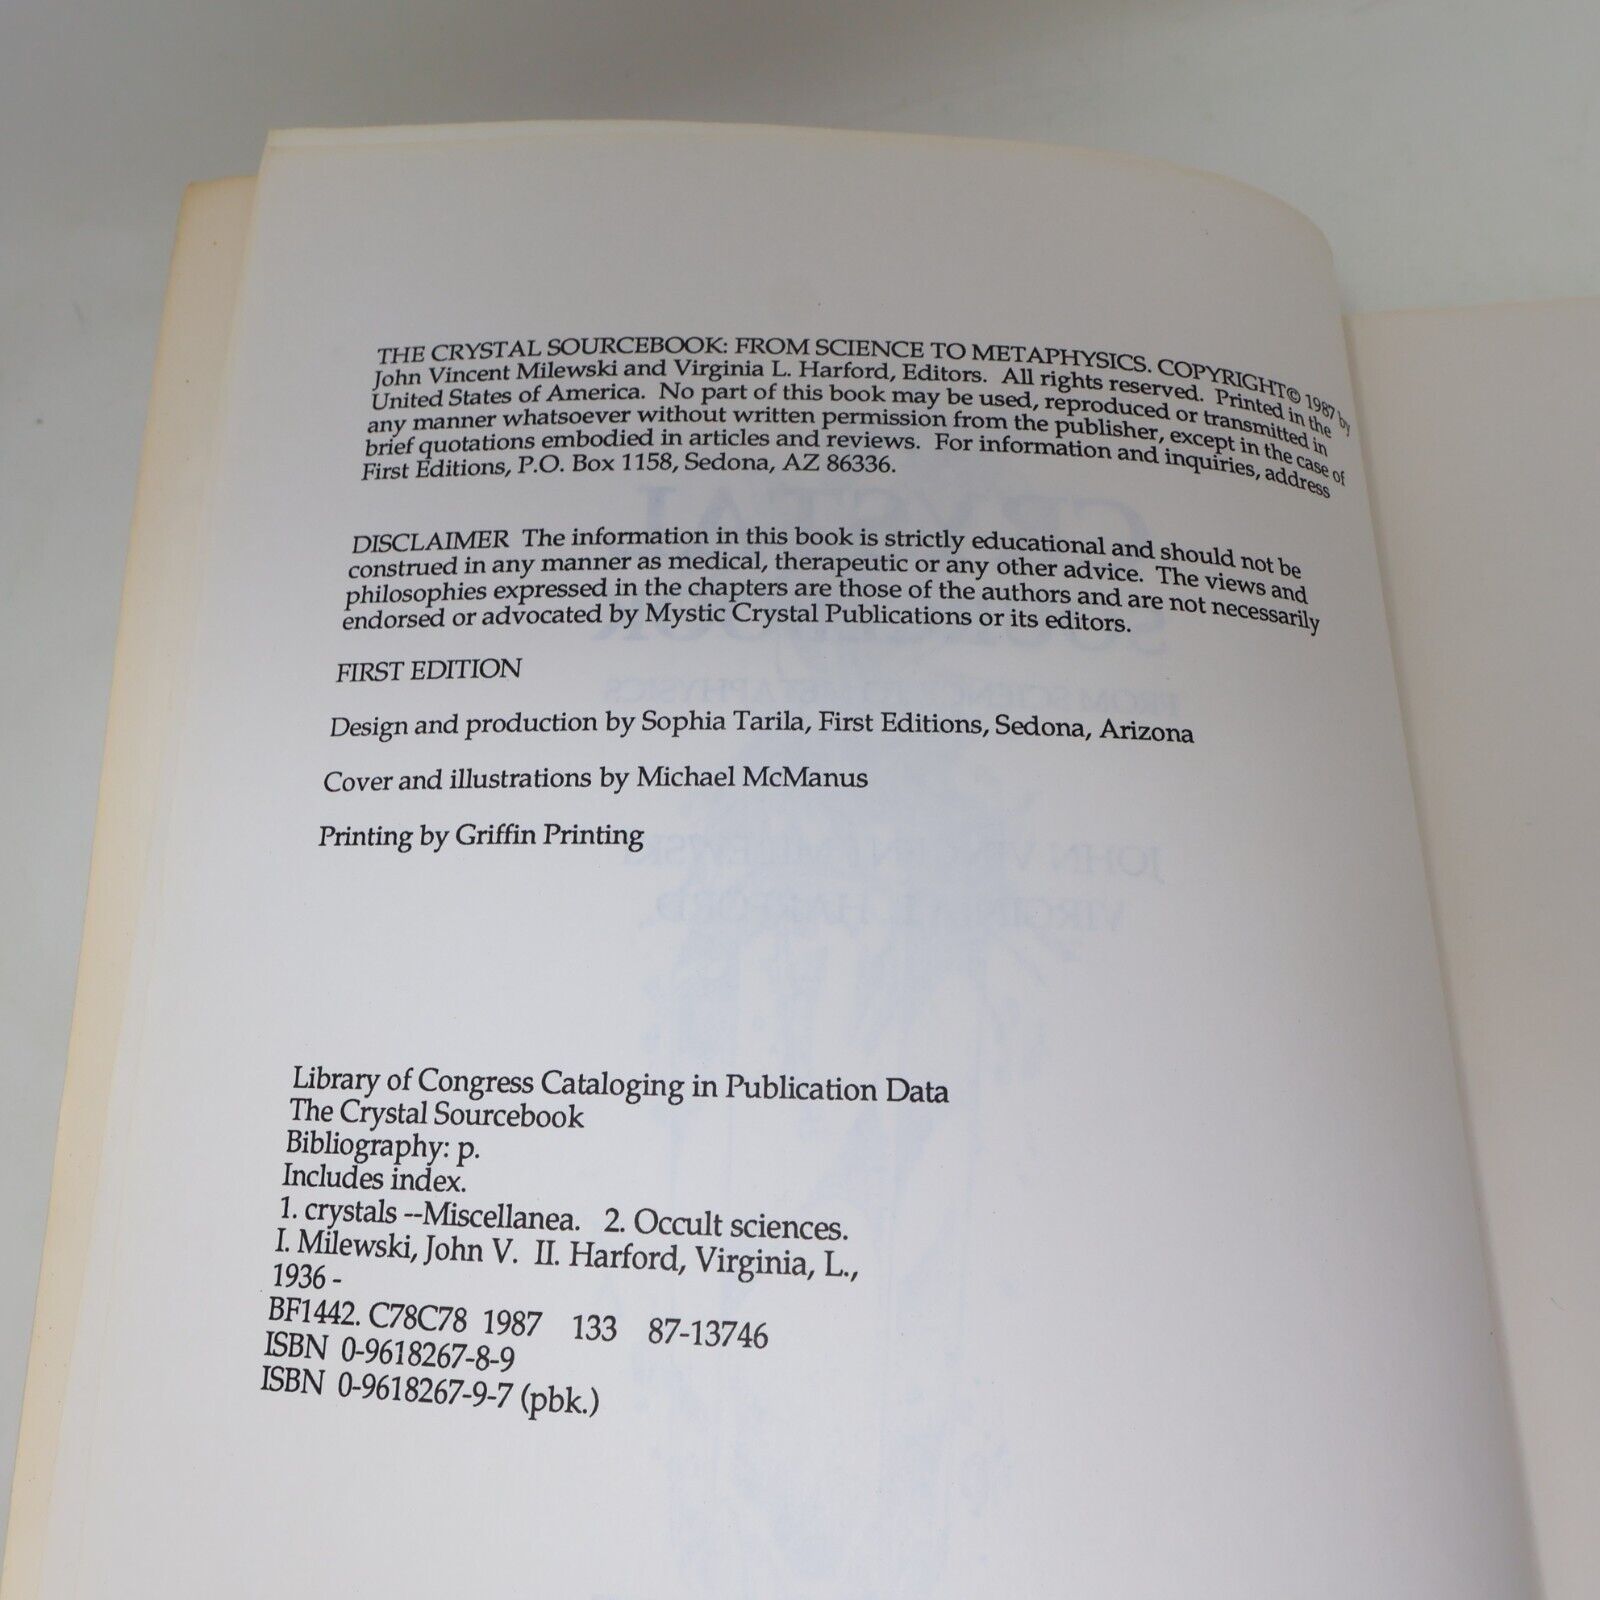 THE CRYSTAL SOURCEBOOK: FROM SCIENCE TO METAPHYSICS. COPYRIGHT© 1987 by
John Vincent Milewski and Virginia L. Harford, Editors. All rights reserved. Printed in the
United States of America. No part of this book may be used, reproduced or transmitted in
any manner whatsoever without written permission from the publisher, except in the case of
brief quotations embodied in articles and reviews. For information and inquiries, address
First Editions, P.O. Box 1158, Sedona, AZ 86336.
DISCLAIMER The information in this book is strictly educational and should not be
construed in any manner as medical, therapeutic or any other advice. The views and
philosophies expressed in the chapters are those of the authors and are not necessarily
endorsed or advocated by Mystic Crystal Publications or its editors.
FIRST EDITION
Design and production by Sophia Tarila, First Editions, Sedona, Arizona
Cover and illustrations by Michael McManus
Printing by Griffin Printing
Library of Congress Cataloging in Publication Data
The Crystal Sourcebook
Bibliography: p.
Includes index.
1. crystals --Miscellanea. 2. Occult sciences.
I. Milewski, John V. II. Harford, Virginia, L.,
1936 -
BF1442. C78C78 1987 133 87-13746
ISBN 0-9618267-8-9
ISBN 0-9618267-9-7 (pbk.)